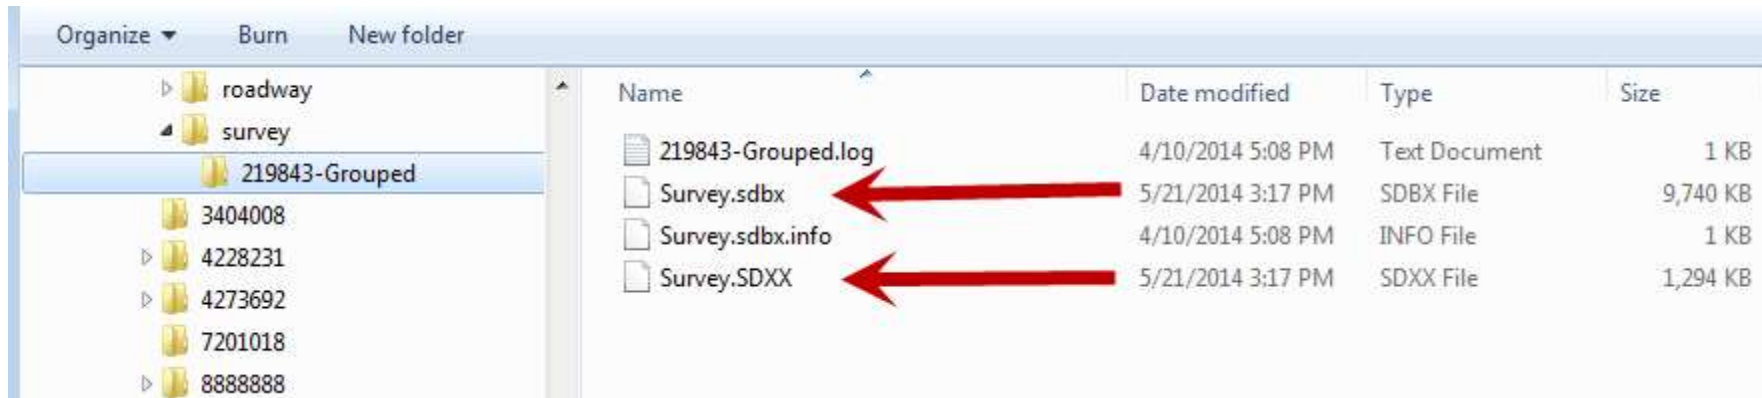 Organize Burn New folder
roadway
survey
219843-Grouped
3404008
4228231
4273692
7201018
8888888
Name Date modified Type Size
219843-Grouped.log 4/10/2014 5:08 PM Text Document 1 KB
Survey.sdbx 5/21/2014 3:17 PM SDBX File 9,740 KB
Survey.sdbx.info 4/10/2014 5:08 PM INFO File 1 KB
Survey.SDXX 5/21/2014 3:17 PM SDXX File 1,294 KB